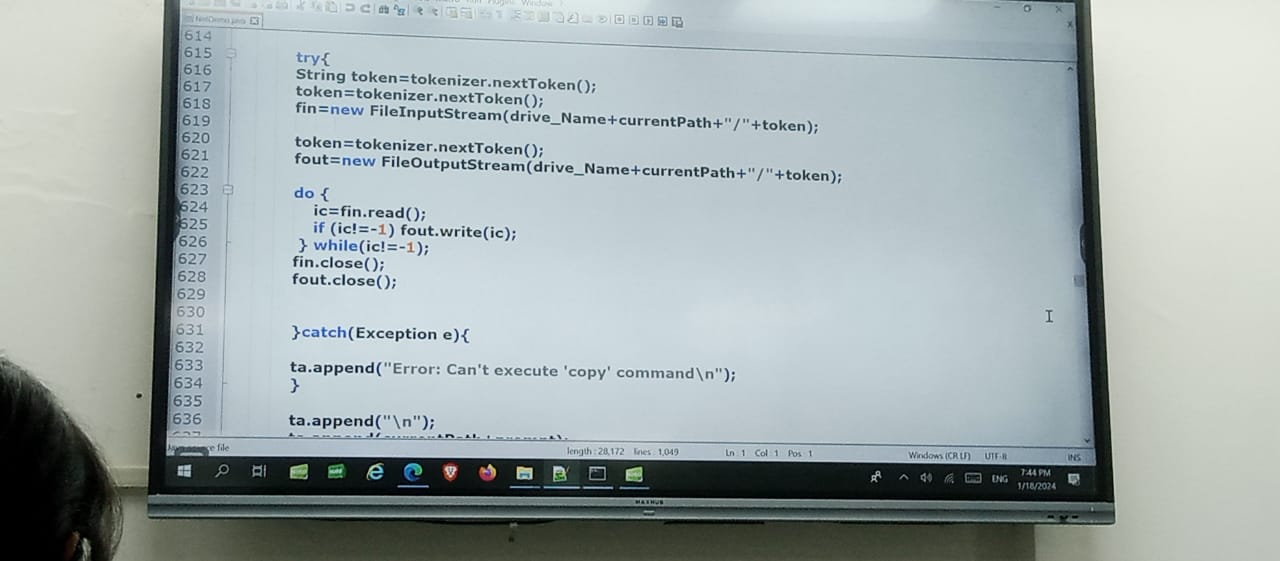 Plugins Window
NetDemo.java
614
615 try{
616 String token=tokenizer.nextToken();
617 token=tokenizer.nextToken();
618 fin=new FileInputStream(drive_Name+currentPath+"/"+token);
619
620 token=tokenizer.nextToken();
621 fout=new FileOutputStream(drive_Name+currentPath+"/"+token);
622
623 do {
624 ic=fin.read();
625 if (ic!=-1) fout.write(ic);
626 } while(ic!=-1);
627 fin.close();
628 fout.close();
629
630
631 }catch(Exception e){
632
633 ta.append("Error: Can't execute 'copy' command\n");
634 }
635
636 ta.append("\n");
file length : 28,172 lines : 1,049 Ln : 1 Col : 1 Pos : 1 Windows (CR LF) UTF-8 INS
ENG 7:44 PM
1/18/2024
MAXHUB